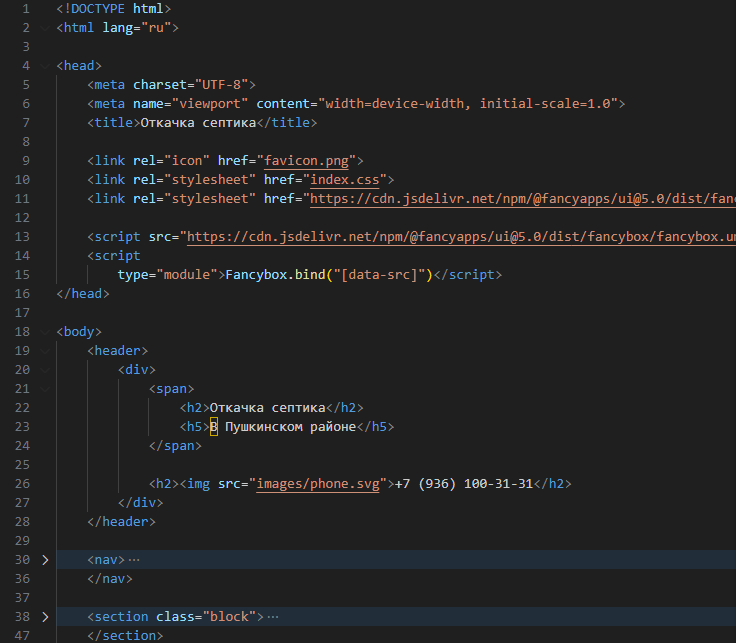 1 <!DOCTYPE html>
2 <html lang="ru">
3
4 <head>
5 <meta charset="UTF-8">
6 <meta name="viewport" content="width=device-width, initial-scale=1.0">
7 <title>Откачка септика</title>
8
9 <link rel="icon" href="favicon.png">
10 <link rel="stylesheet" href="index.css">
11 <link rel="stylesheet" href="https://cdn.jsdelivr.net/npm/@fancyapps/ui@5.0/dist/fanc
12
13 <script src="https://cdn.jsdelivr.net/npm/@fancyapps/ui@5.0/dist/fancybox/fancybox.um
14 <script
15 type="module">Fancybox.bind("[data-src]")</script>
16 </head>
17
18 <body>
19 <header>
20 <div>
21 <span>
22 <h2>Откачка септика</h2>
23 <h5>В Пушкинском районе</h5>
24 </span>
25
26 <h2><img src="images/phone.svg">+7 (936) 100-31-31</h2>
27 </div>
28 </header>
29
30 <nav>…
36 </nav>
37
38 <section class="block">…
47 </section>